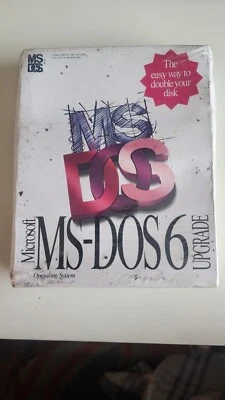 MS
DOS
The
easy way to
double your
disk
MS
DOS
Microsoft
MS-DOS 6
UPGRADE
Operating System